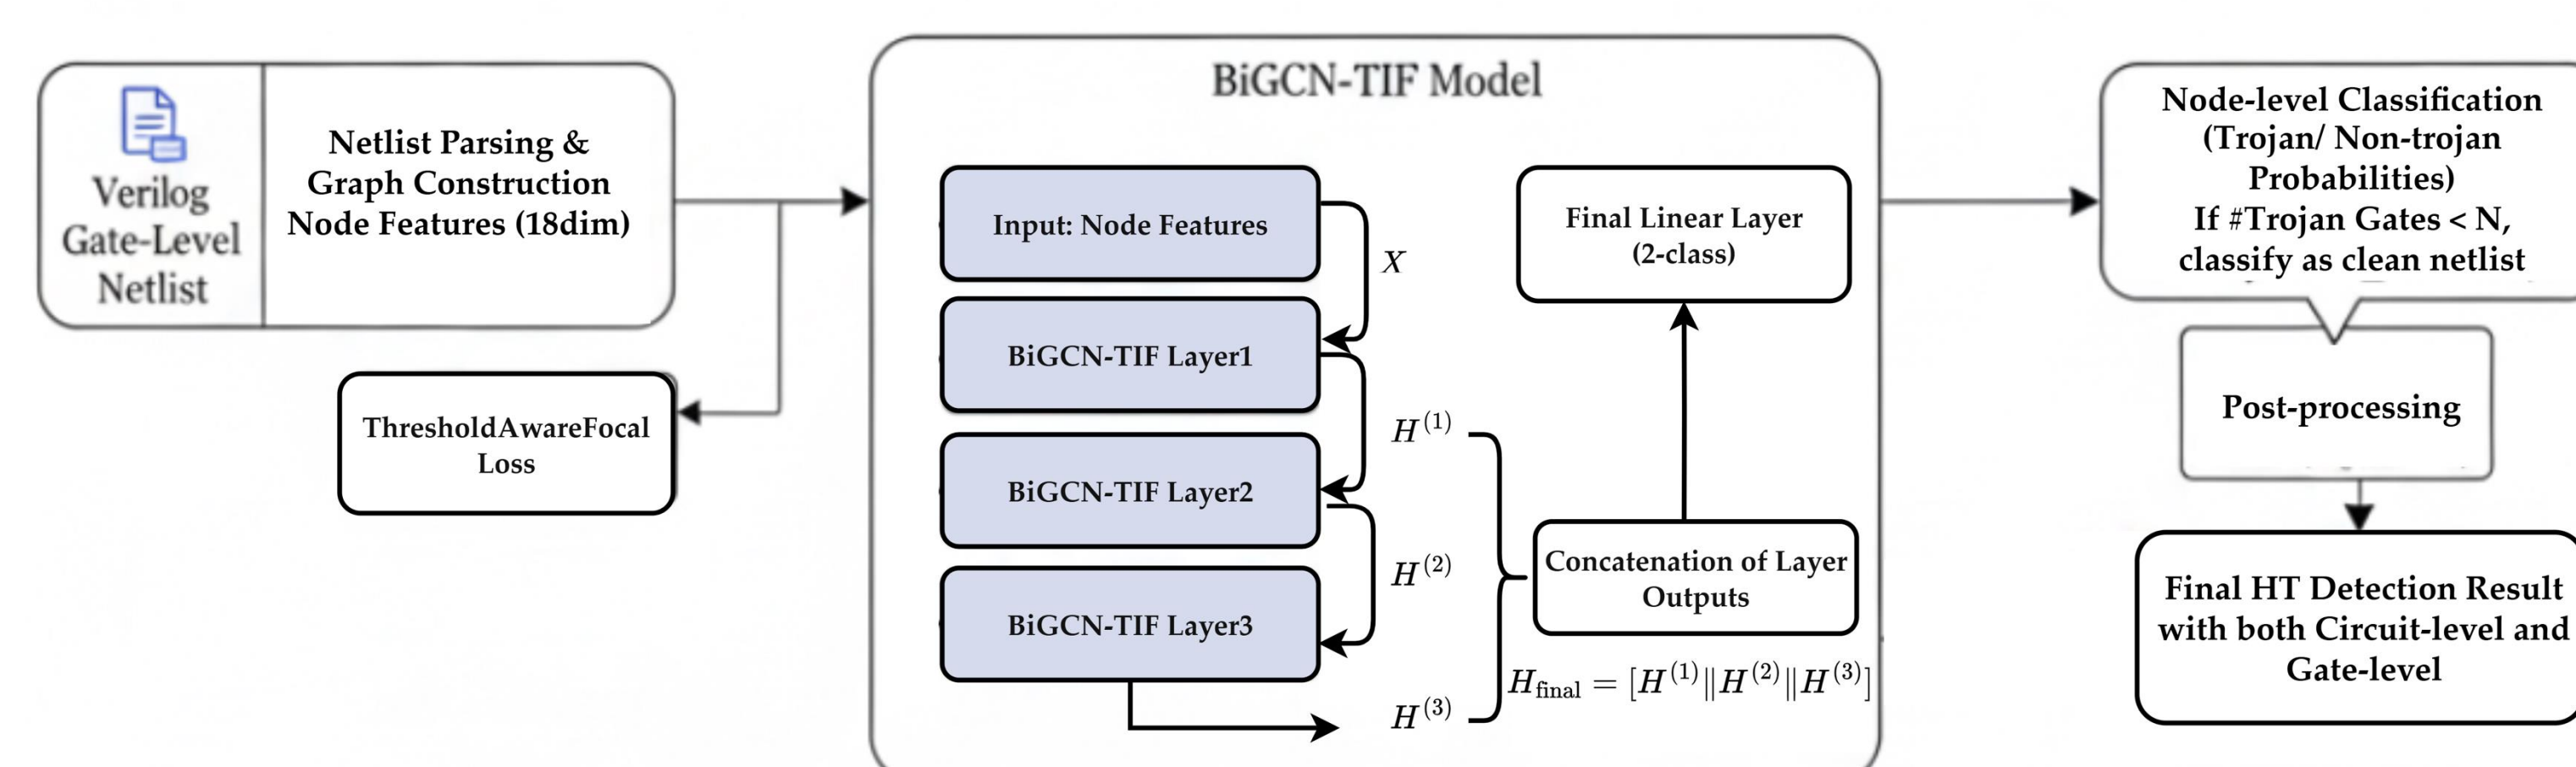 Verilog
Gate-Level
Netlist
Netlist Parsing &
Graph Construction
Node Features (18dim)
ThresholdAwareFocal
Loss
BiGCN-TIF Model
Input: Node Features
X
BiGCN-TIF Layer1
H^(1)
BiGCN-TIF Layer2
H^(2)
BiGCN-TIF Layer3
H^(3)
Final Linear Layer
(2-class)
Concatenation of Layer
Outputs
H_final = [H^(1)||H^(2)||H^(3)]
Node-level Classification
(Trojan/ Non-trojan
Probabilities)
If #Trojan Gates < N,
classify as clean netlist
Post-processing
Final HT Detection Result
with both Circuit-level and
Gate-level